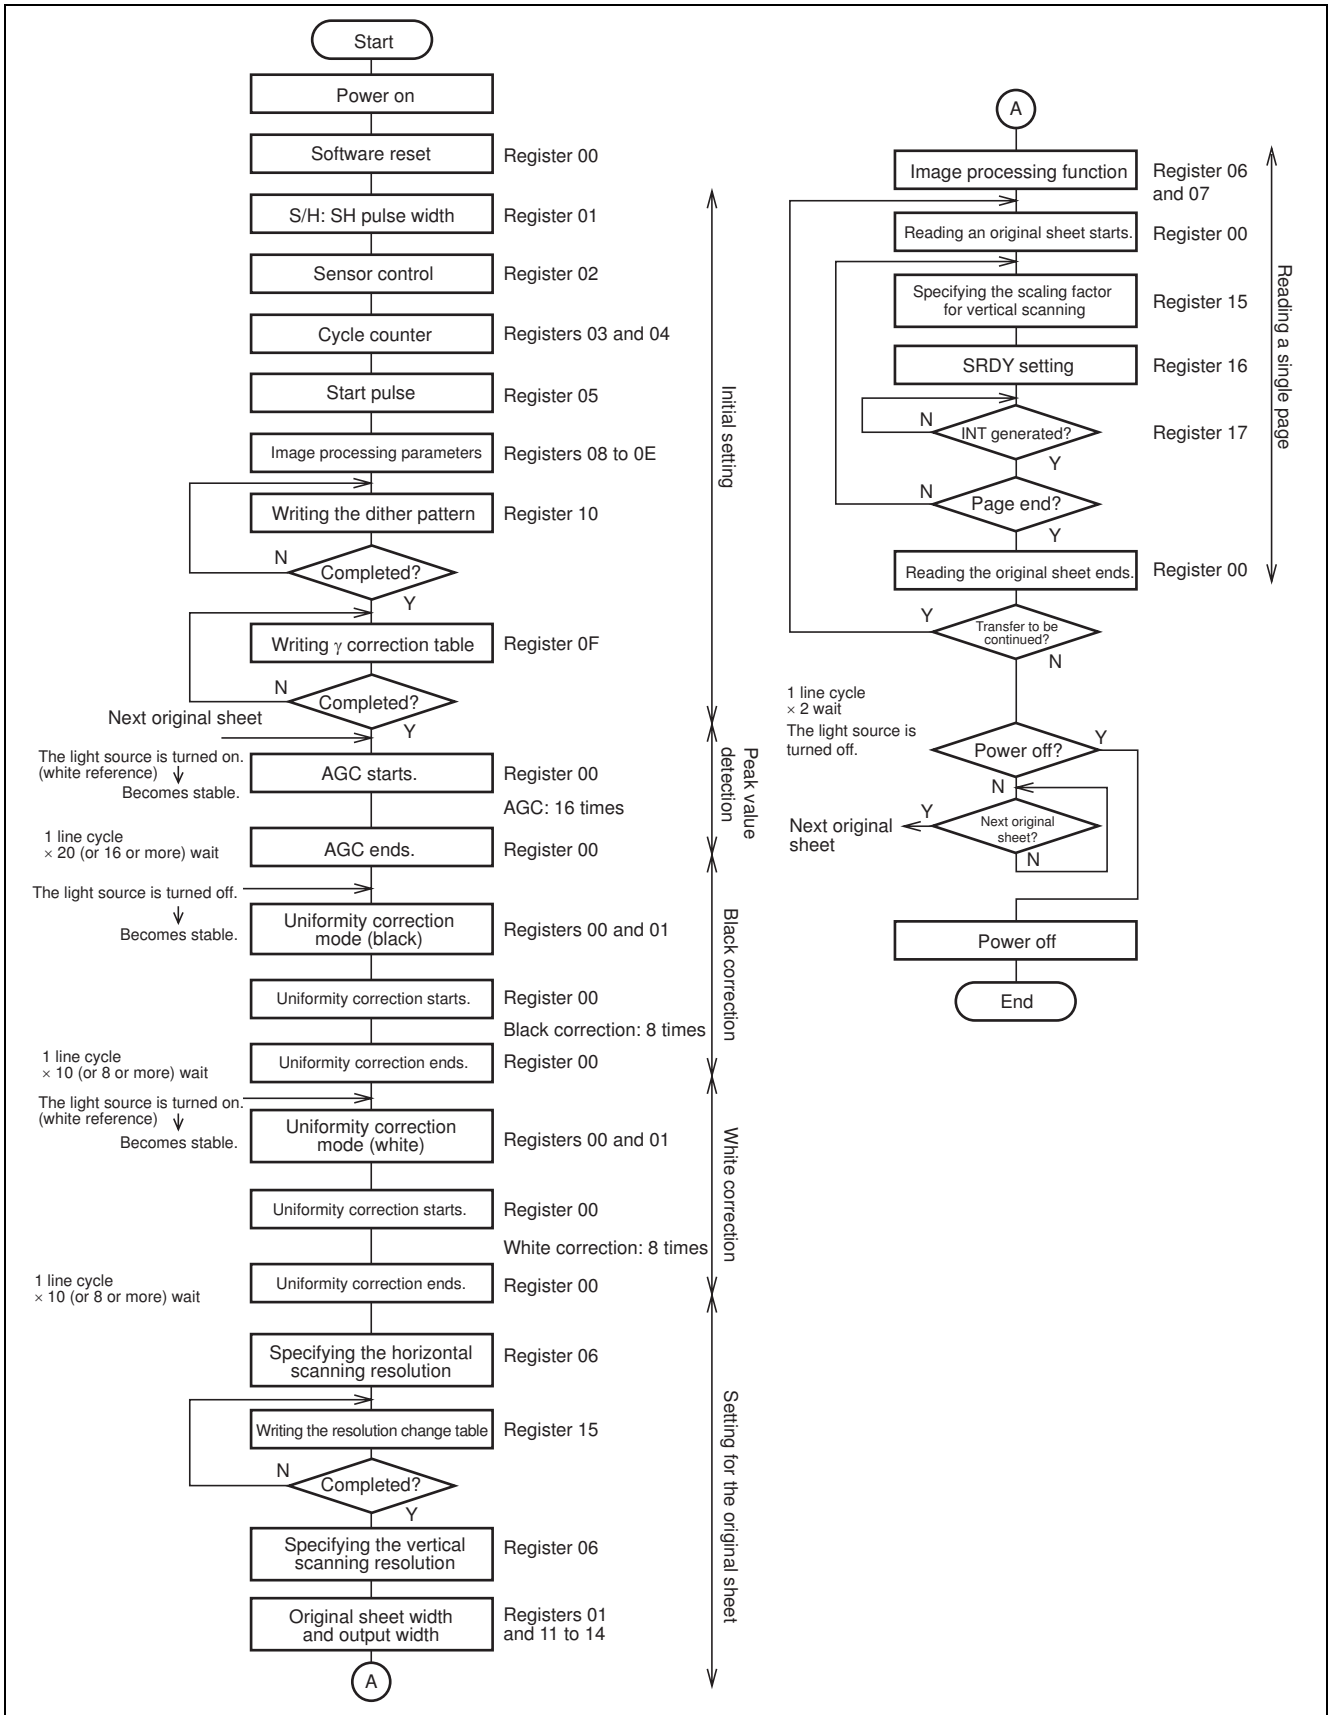 Start
Power on
Software reset
Register 00
S/H: SH pulse width
Register 01
Sensor control
Register 02
Cycle counter
Registers 03 and 04
Start pulse
Register 05
Image processing parameters
Registers 08 to 0E
Writing the dither pattern
Register 10
N
Completed?
Y
Writing γ correction table
Register 0F
N
Completed?
Y
Initial setting
Next original sheet
The light source is turned on.
(white reference)
Becomes stable.
AGC starts.
Register 00
AGC: 16 times
1 line cycle
× 20 (or 16 or more) wait
AGC ends.
Register 00
Peak value
detection
The light source is turned off.
Becomes stable.
Uniformity correction
mode (black)
Registers 00 and 01
Uniformity correction starts.
Register 00
Black correction: 8 times
1 line cycle
× 10 (or 8 or more) wait
Uniformity correction ends.
Register 00
Black correction
The light source is turned on.
(white reference)
Becomes stable.
Uniformity correction
mode (white)
Registers 00 and 01
Uniformity correction starts.
Register 00
White correction: 8 times
1 line cycle
× 10 (or 8 or more) wait
Uniformity correction ends.
Register 00
White correction
Specifying the horizontal
scanning resolution
Register 06
Writing the resolution change table
Register 15
N
Completed?
Y
Specifying the vertical
scanning resolution
Register 06
Original sheet width
and output width
Registers 01
and 11 to 14
Setting for the original sheet
A
A
Image processing function
Register 06
and 07
Reading an original sheet starts.
Register 00
Specifying the scaling factor
for vertical scanning
Register 15
SRDY setting
Register 16
N
INT generated?
Register 17
Y
N
Page end?
Y
Reading the original sheet ends.
Register 00
Reading a single page
Y
Transfer to be
continued?
N
1 line cycle
× 2 wait
The light source is
turned off.
Power off?
Y
N
Y
Next original
sheet?
Next original
sheet
N
Power off
End